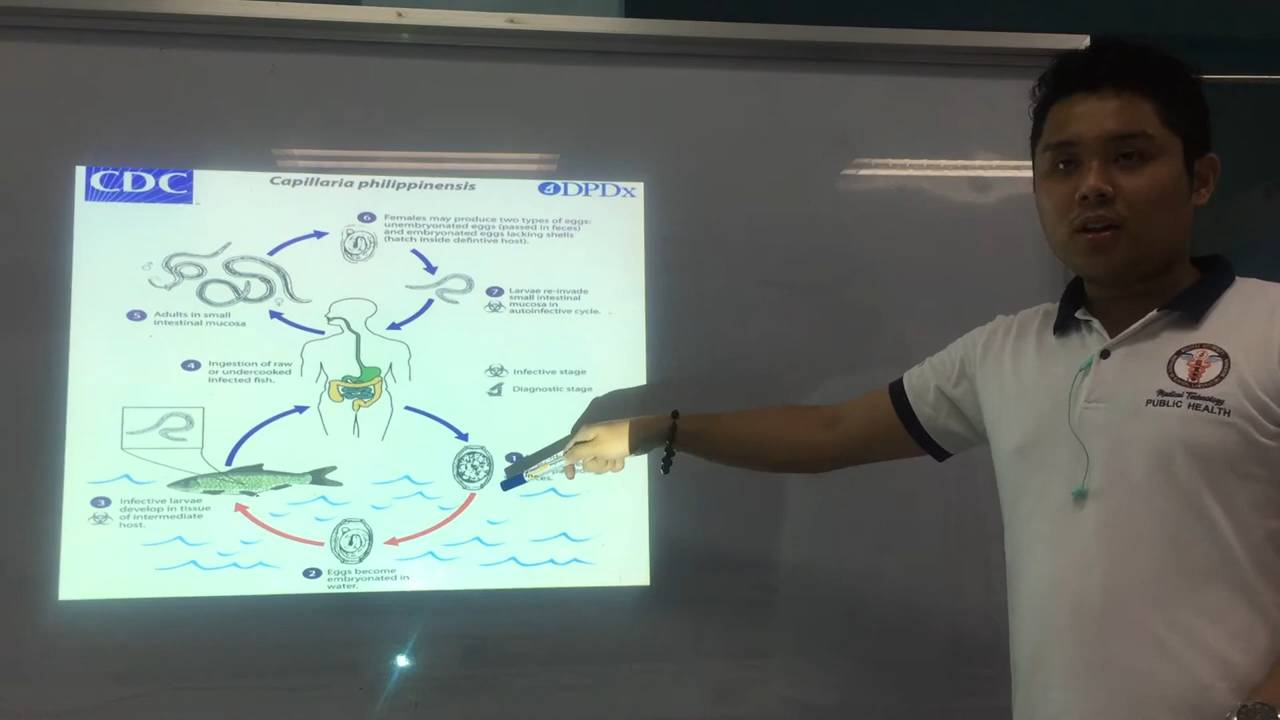 CDC
Capillaria philippinensis
DPDx
6 Females may produce two types of eggs:
unembryonated eggs (passed in feces)
and embryonated eggs lacking shells
(hatch inside defintive host).
7 Larvae re-invade
small intestinal
mucosa in
autoinfective cycle.
5 Adults in small
intestinal mucosa
4 Ingestion of raw
or undercooked
infected fish.
Infective stage
Diagnostic stage
1
3 Infective larvae
develop in tissue
of intermediate
host.
2 Eggs become
embryonated in
water.
Medical Technology
PUBLIC HEALTH